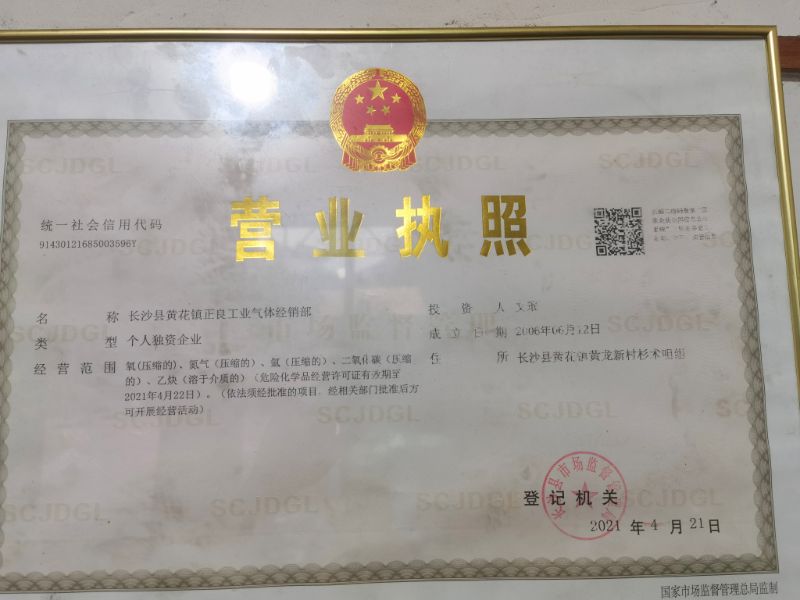 营业执照
统一社会信用代码
91430121685003596Y
名 称 长沙县黄花镇正良工业气体经销部
类 型 个人独资企业
经营范围 氧(压缩的)、氮气(压缩的)、氩(压缩的)、二氧化碳(压缩
的)、乙炔(溶于介质的)(危险化学品经营许可证有效期至
2021年4月22日)。(依法须经批准的项目,经相关部门批准后方
可开展经营活动)
投 资 人
成 立 日 期 2006年06月12日
住 所 长沙县黄花镇黄龙新村杉术咀组
登记机关
2021 年 4 月 21 日
国家市场监督管理总局监制
SCJDGL
市场监督管理